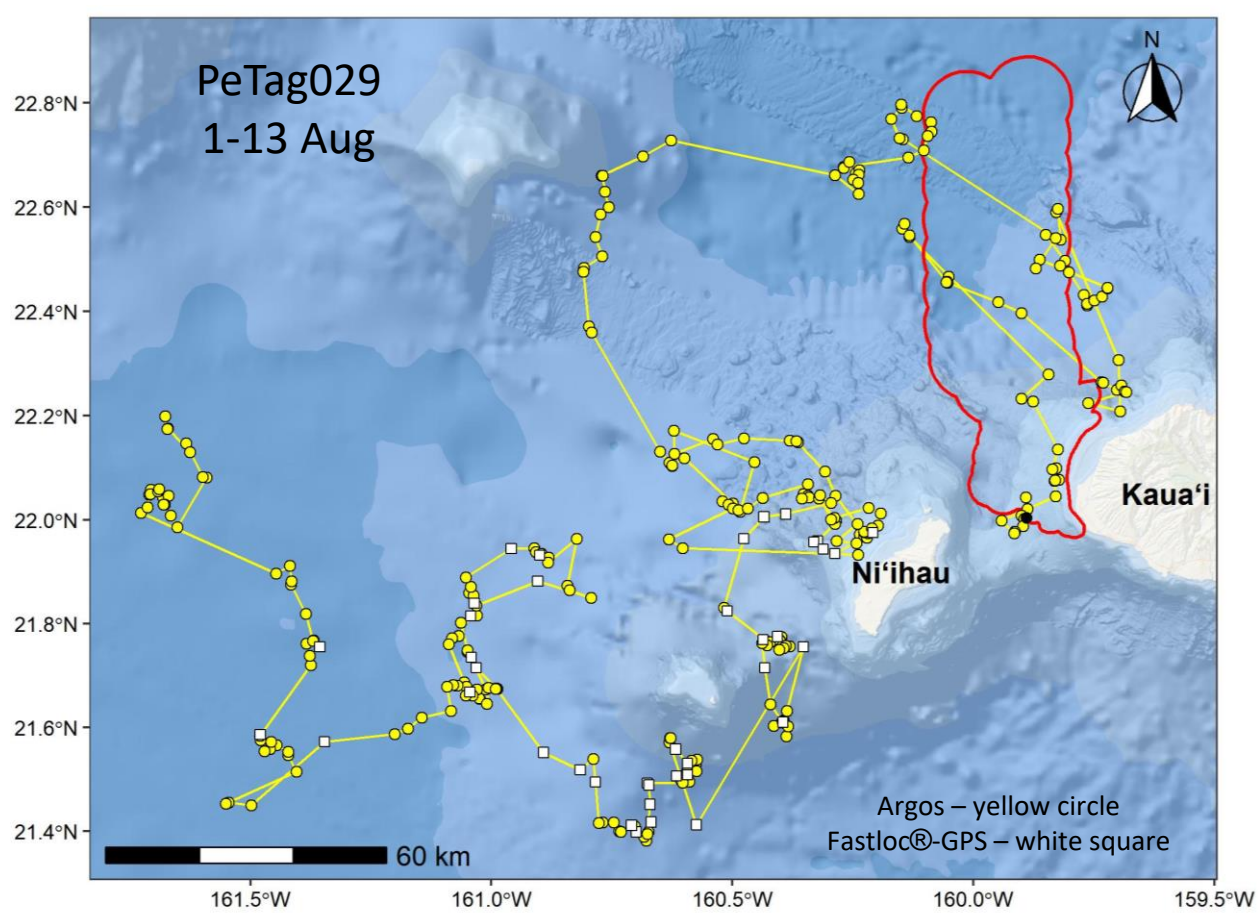 PeTag029
1-13 Aug
N
22.8°N
22.6°N
22.4°N
22.2°N
22.0°N
21.8°N
21.6°N
21.4°N
Kaua‘i
Ni‘ihau
Argos – yellow circle
Fastloc®-GPS – white square
60 km
161.5°W
161.0°W
160.5°W
160.0°W
159.5°W